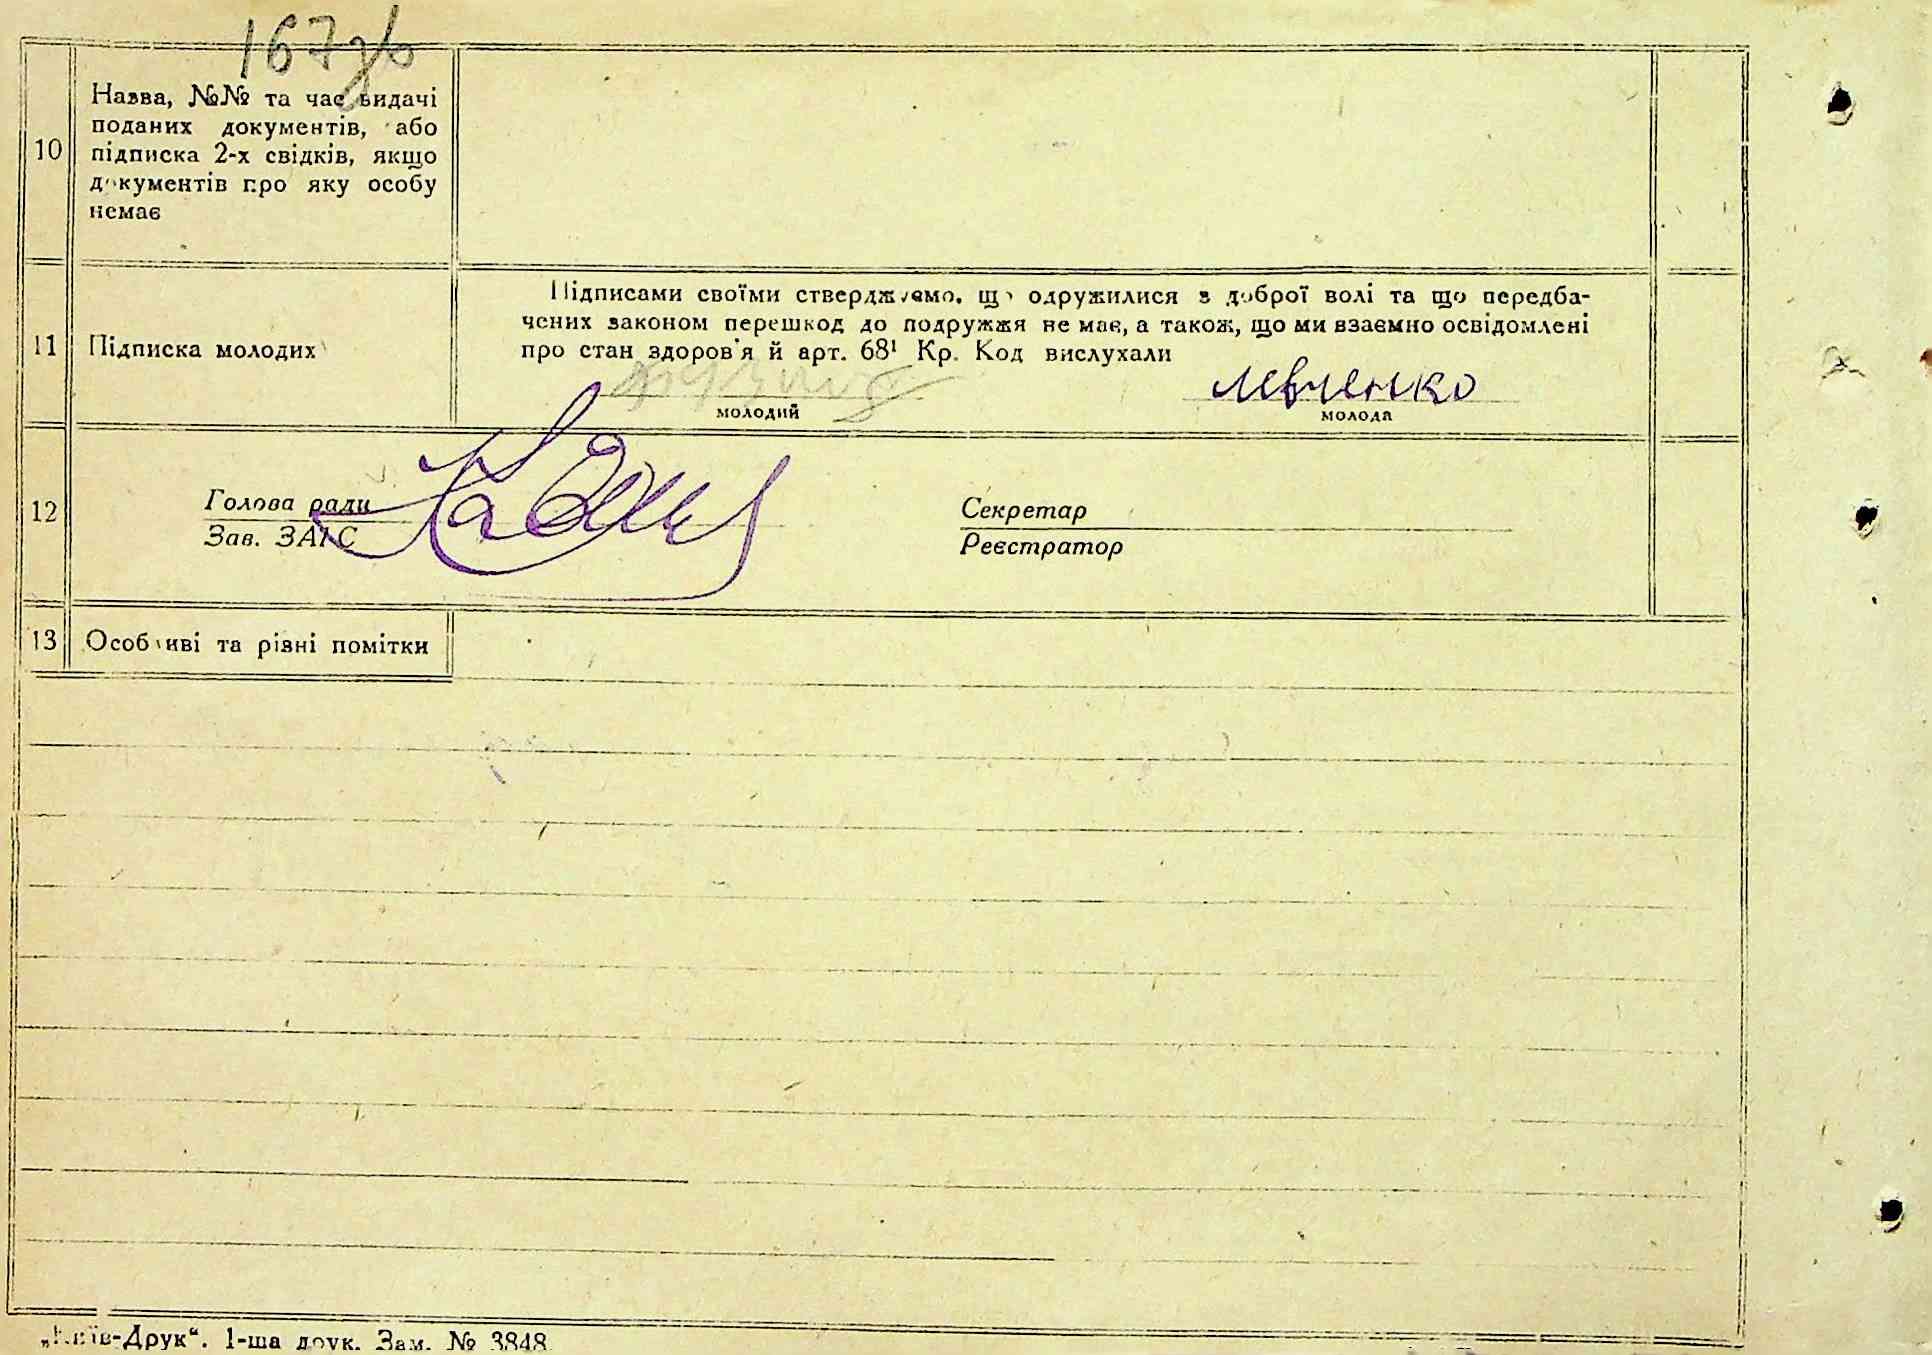 167зв
10
Назва, №№ та час видачі
поданих документів, або
підписка 2-х свідків, якщо
документів про яку особу
немає
11
Підписка молодих
Підписами своїми стверджуємо, що одружилися з доброї волі та що передба-
чених законом перешкод до подружжя не має, а також, що ми взаємно освідомлені
про стан здоров'я й арт. 68¹ Кр. Код вислухали
Левченко
молодий
молода
12
Голова ради
Зав. ЗАГС
Секретар
Реєстратор
13
Особливі та різні помітки
„Київ-Друк“. 1-ша друк. Зам. № 3848